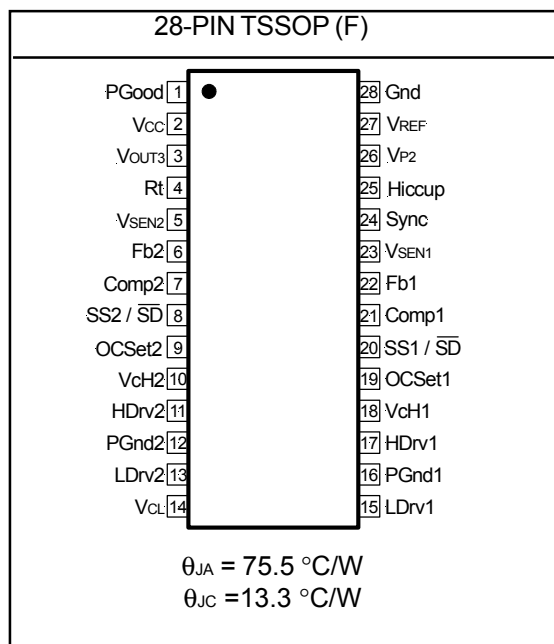 28-PIN TSSOP (F)
PGood 1
VCC 2
VOUT3 3
Rt 4
VSEN2 5
Fb2 6
Comp2 7
SS2 / SD 8
OCSet2 9
VcH2 10
HDrv2 11
PGnd2 12
LDrv2 13
VCL 14
28 Gnd
27 VREF
26 VP2
25 Hiccup
24 Sync
23 VSEN1
22 Fb1
21 Comp1
20 SS1 / SD
19 OCSet1
18 VcH1
17 HDrv1
16 PGnd1
15 LDrv1
θJA = 75.5 °C/W
θJC =13.3 °C/W